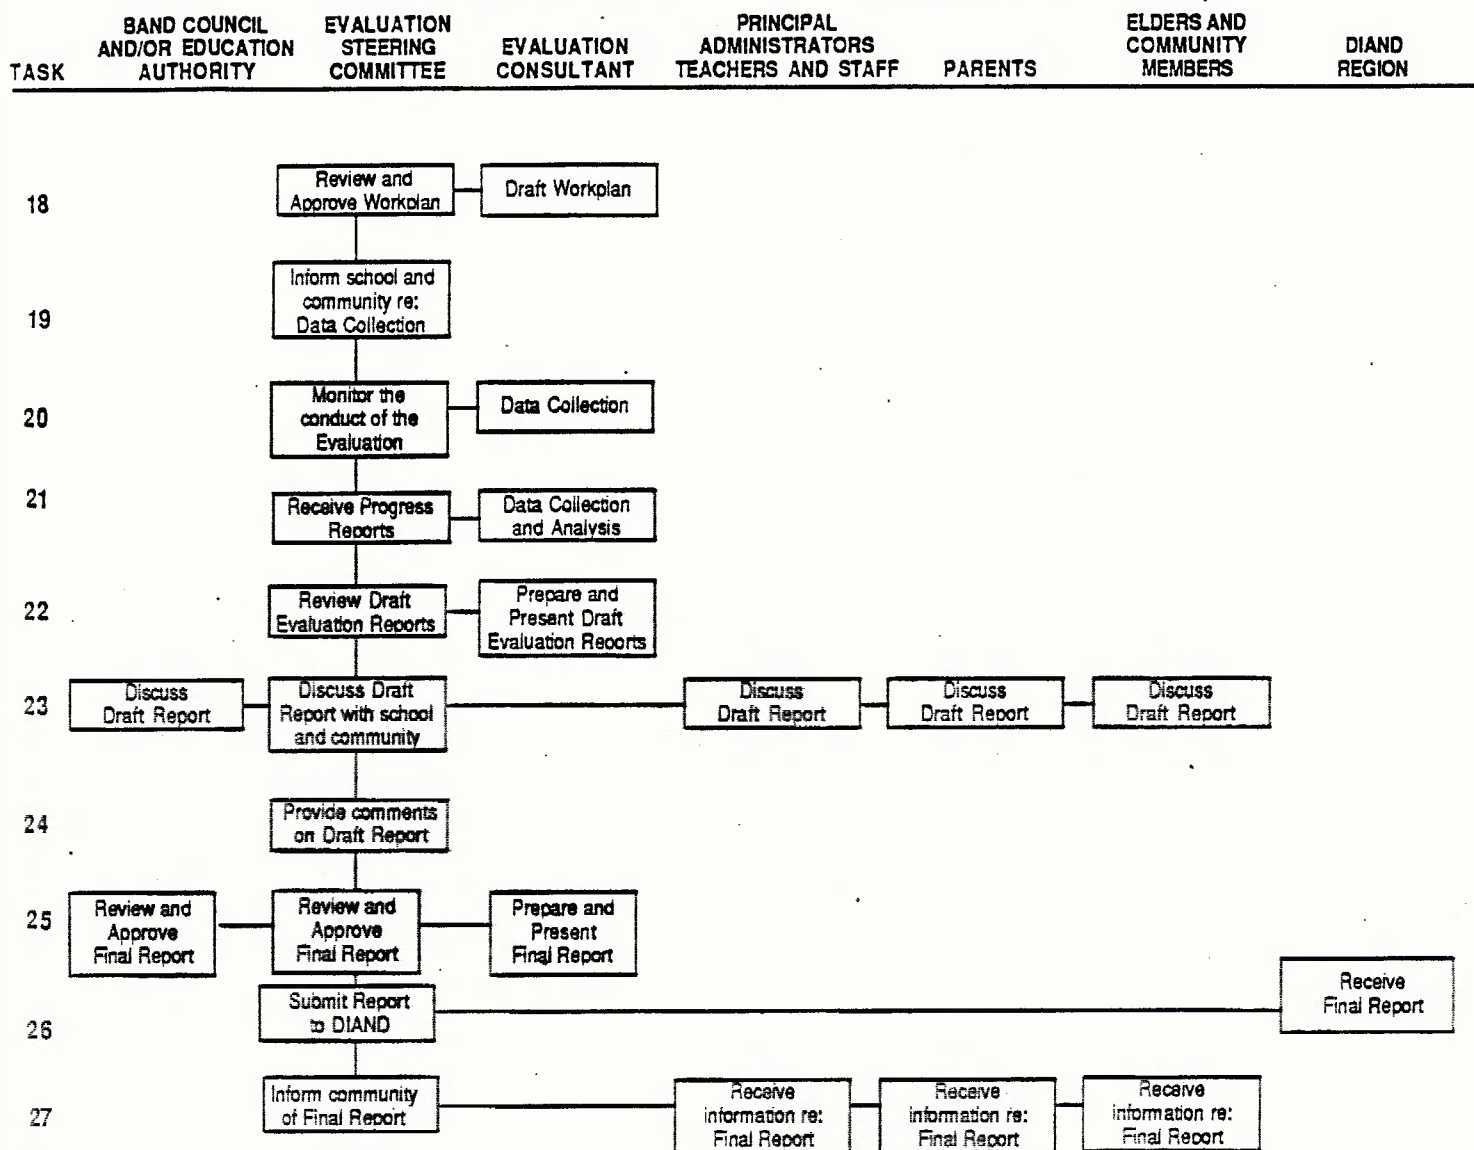 TASK
BAND COUNCIL
AND/OR EDUCATION
AUTHORITY
EVALUATION
STEERING
COMMITTEE
EVALUATION
CONSULTANT
PRINCIPAL
ADMINISTRATORS
TEACHERS AND STAFF
PARENTS
ELDERS AND
COMMUNITY
MEMBERS
DIAND
REGION
18
Review and
Approve Workplan
Draft Workplan
19
Inform school and
community re:
Data Collection
20
Monitor the
conduct of the
Evaluation
Data Collection
21
Receive Progress
Reports
Data Collection
and Analysis
22
Review Draft
Evaluation Reports
Prepare and
Present Draft
Evaluation Reports
23
Discuss
Draft Report
Discuss Draft
Report with school
and community
Discuss
Draft Report
Discuss
Draft Report
Discuss
Draft Report
24
Provide comments
on Draft Report
25
Review and
Approve
Final Report
Review and
Approve
Final Report
Prepare and
Present
Final Report
26
Submit Report
to DIAND
Receive
Final Report
27
Inform community
of Final Report
Receive
information re:
Final Report
Receive
information re:
Final Report
Receive
information re:
Final Report